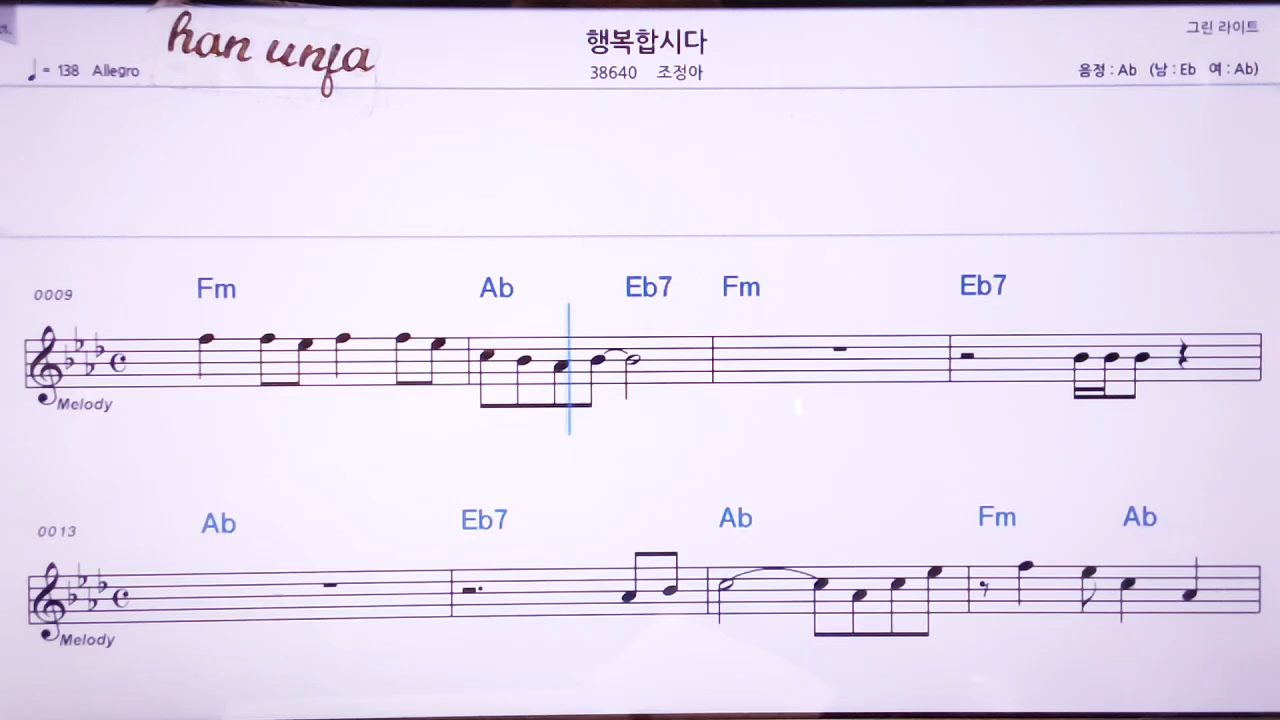 han unfa
행복합시다
그린 라이트
♩= 138 Allegro
38640 조정아
음정 : Ab (남 : Eb 여 : Ab)
0009 Fm Ab Eb7 Fm Eb7
Melody
0013 Ab Eb7 Ab Fm Ab
Melody